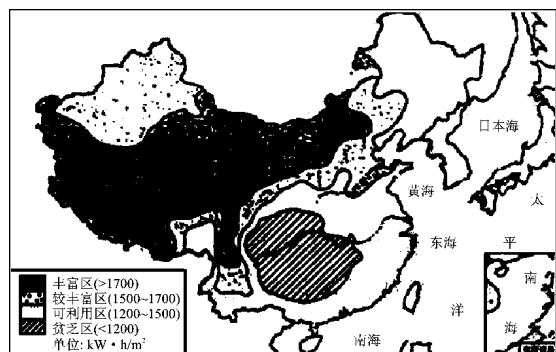 日本海
黄海
太
东海
平
洋
南海
南
海
丰富区(>1700)
较丰富区(1500~1700)
可利用区(1200~1500)
贫乏区(<1200)
单位: kW·h/m²